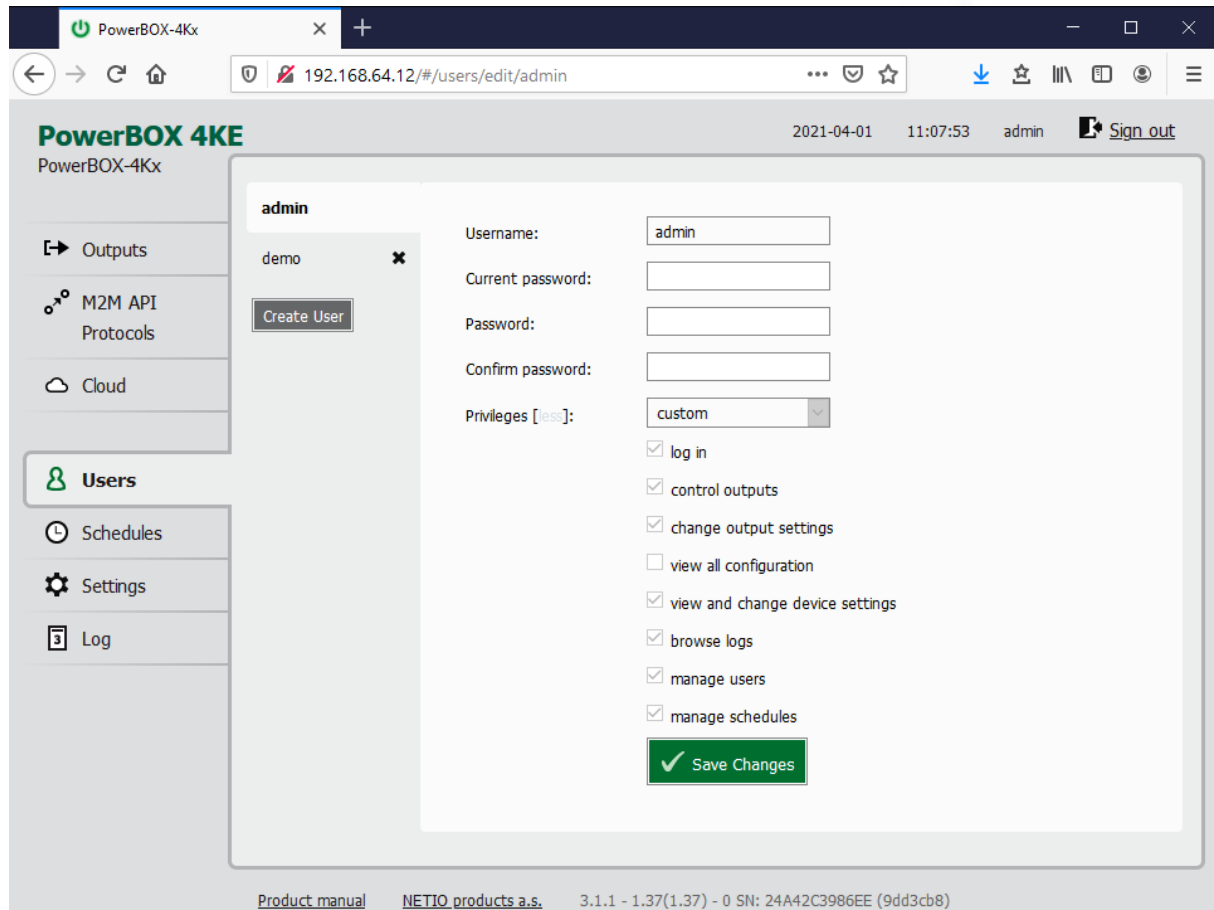 PowerBOX-4Kx
192.168.64.12/#/users/edit/admin
PowerBOX 4KE
2021-04-01 11:07:53 admin Sign out
PowerBOX-4Kx
Outputs
M2M API
Protocols
Cloud
Users
Schedules
Settings
3 Log
admin
demo
Create User
Username: admin
Current password:
Password:
Confirm password:
Privileges [less]: custom
log in
control outputs
change output settings
view all configuration
view and change device settings
browse logs
manage users
manage schedules
Save Changes
Product manual NETIO products a.s. 3.1.1 - 1.37(1.37) - 0 SN: 24A42C3986EE (9dd3cb8)